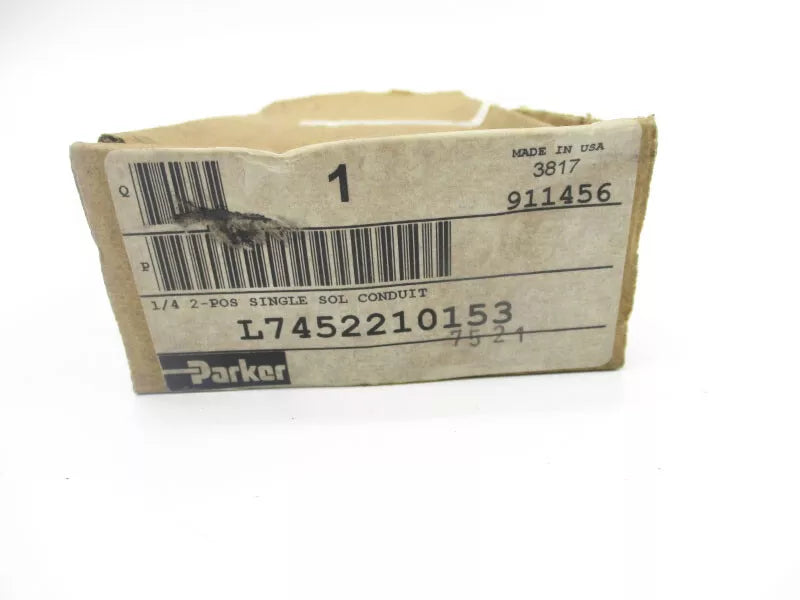 Q
1
MADE IN USA
3817
911456
P
1/4 2-POS SINGLE SOL CONDUIT
L7452210153
7521
Parker